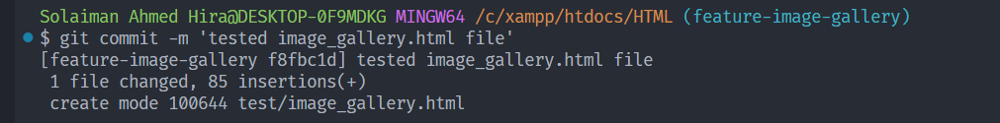 Solaiman Ahmed Hira@DESKTOP-0F9MDKG MINGW64 /c/xampp/htdocs/HTML (feature-image-gallery)
$ git commit -m 'tested image_gallery.html file'
[feature-image-gallery f8fbc1d] tested image_gallery.html file
 1 file changed, 85 insertions(+)
 create mode 100644 test/image_gallery.html